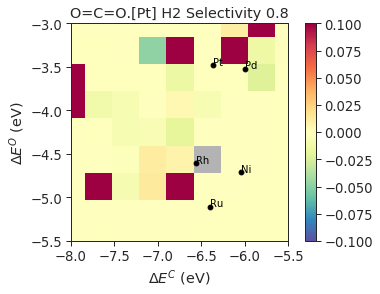 O=C=O.[Pt] H2 Selectivity 0.8
−3.0
−3.5
−4.0
−4.5
−5.0
−5.5
ΔE^O (eV)
Pt
Pd
Rh
Ni
Ru
−8.0 −7.5 −7.0 −6.5 −6.0 −5.5
ΔE^C (eV)
0.100
0.075
0.050
0.025
0.000
−0.025
−0.050
−0.075
−0.100